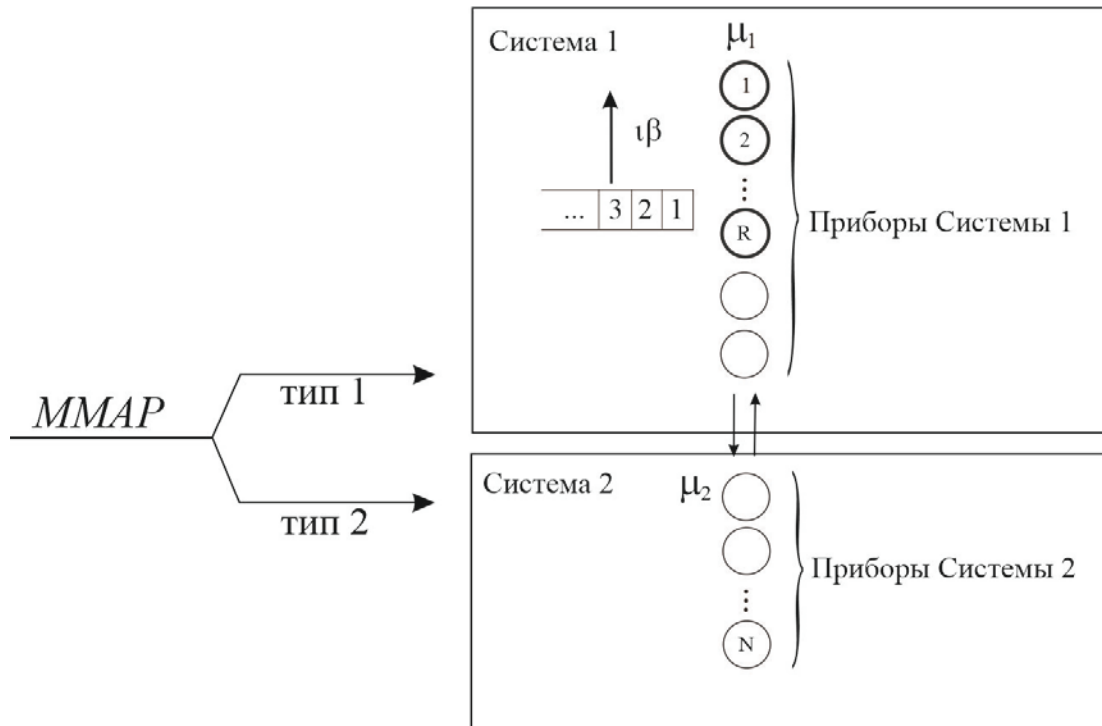 Система 1
μ₁
1
2
⋮
R
ιβ
... 3 2 1
Приборы Системы 1
MMAP
тип 1
тип 2
Система 2
μ₂
⋮
N
Приборы Системы 2